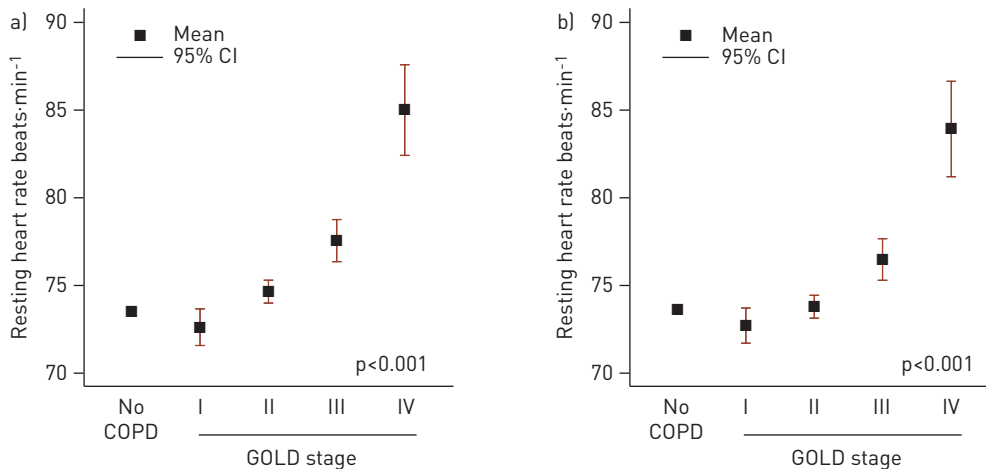 a)
Resting heart rate beats·min⁻¹
90
85
80
75
70
Mean
95% CI
p<0.001
No COPD
I
II
III
IV
GOLD stage
b)
Resting heart rate beats·min⁻¹
90
85
80
75
70
Mean
95% CI
p<0.001
No COPD
I
II
III
IV
GOLD stage